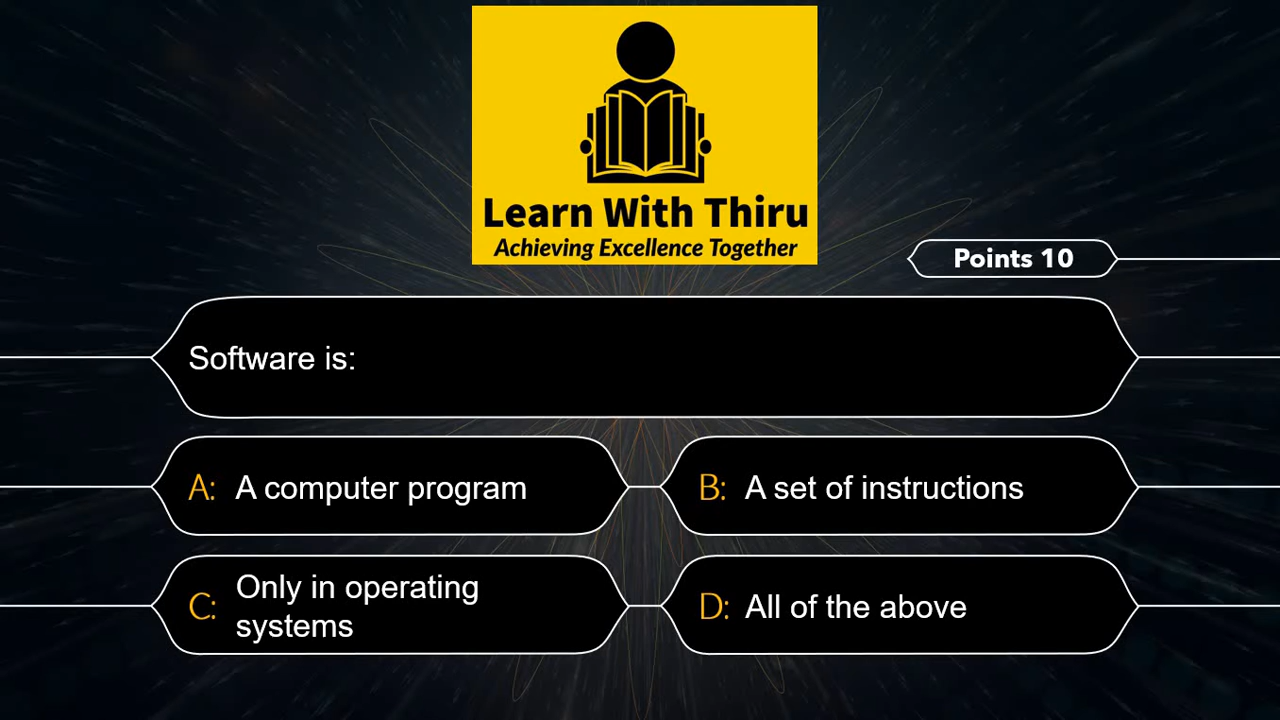 Learn With Thiru
Achieving Excellence Together
Points 10
Software is:
A: A computer program
B: A set of instructions
C: Only in operating
systems
D: All of the above